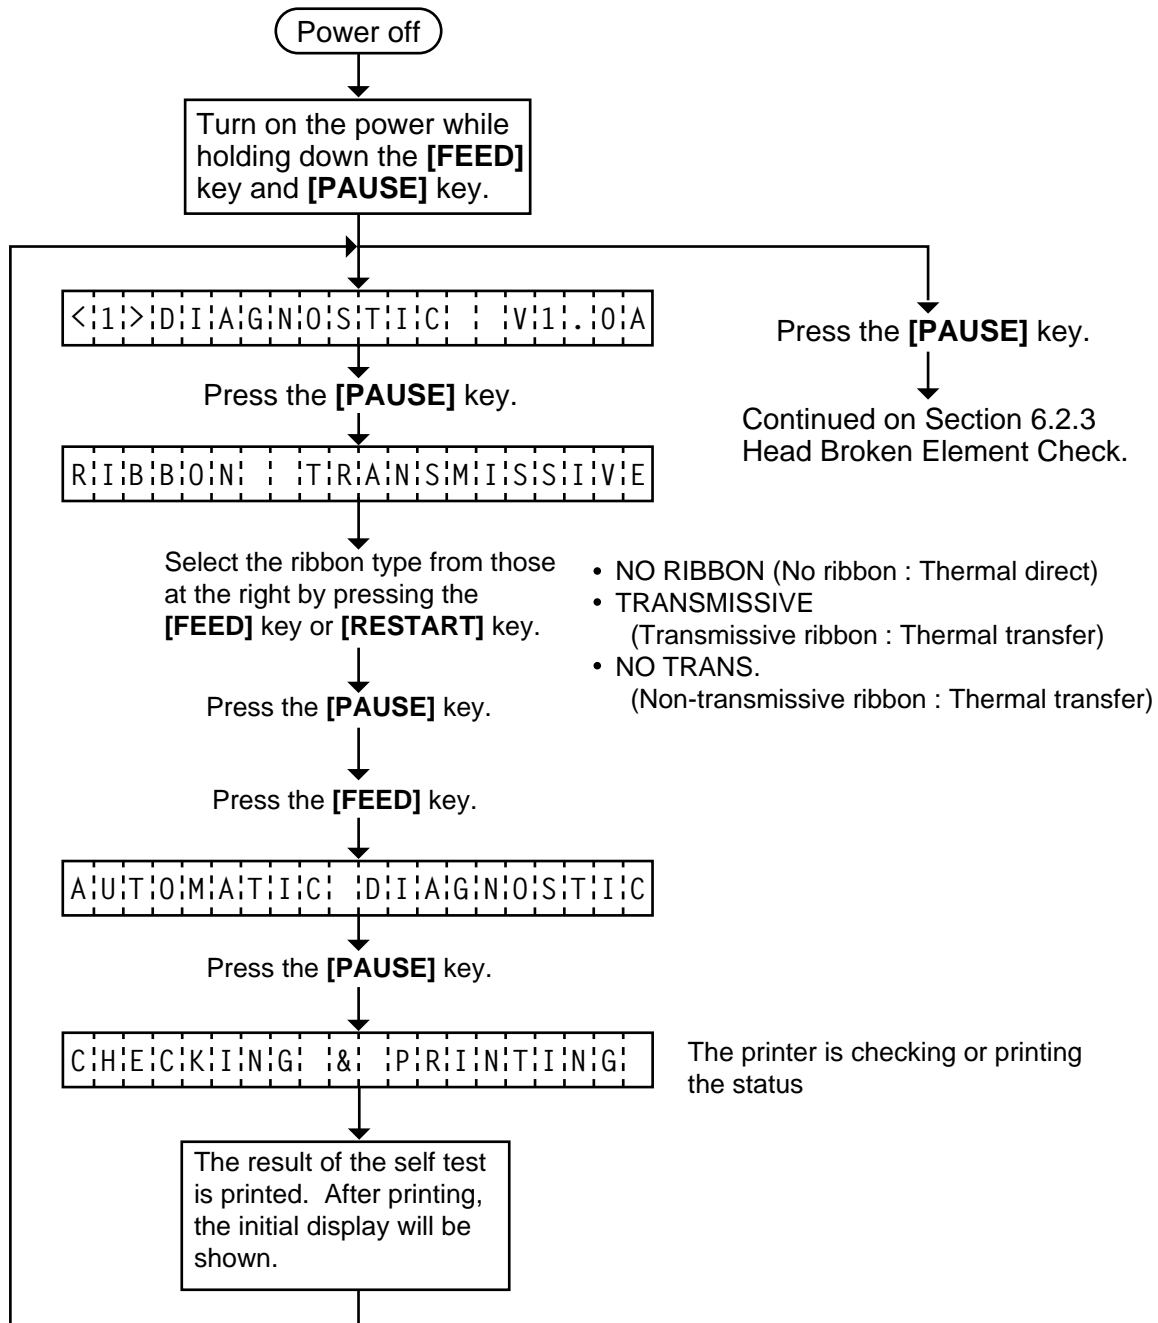 Power off
Turn on the power while
holding down the [FEED]
key and [PAUSE] key.
<1>DIAGNOSTIC  V1.0A
Press the [PAUSE] key.
Press the [PAUSE] key.
Continued on Section 6.2.3
Head Broken Element Check.
RIBBON  TRANSMISSIVE
Select the ribbon type from those
at the right by pressing the
[FEED] key or [RESTART] key.
• NO RIBBON (No ribbon : Thermal direct)
• TRANSMISSIVE
(Transmissive ribbon : Thermal transfer)
• NO TRANS.
(Non-transmissive ribbon : Thermal transfer)
Press the [PAUSE] key.
Press the [FEED] key.
AUTOMATIC DIAGNOSTIC
Press the [PAUSE] key.
CHECKING & PRINTING
The printer is checking or printing
the status
The result of the self test
is printed.  After printing,
the initial display will be
shown.